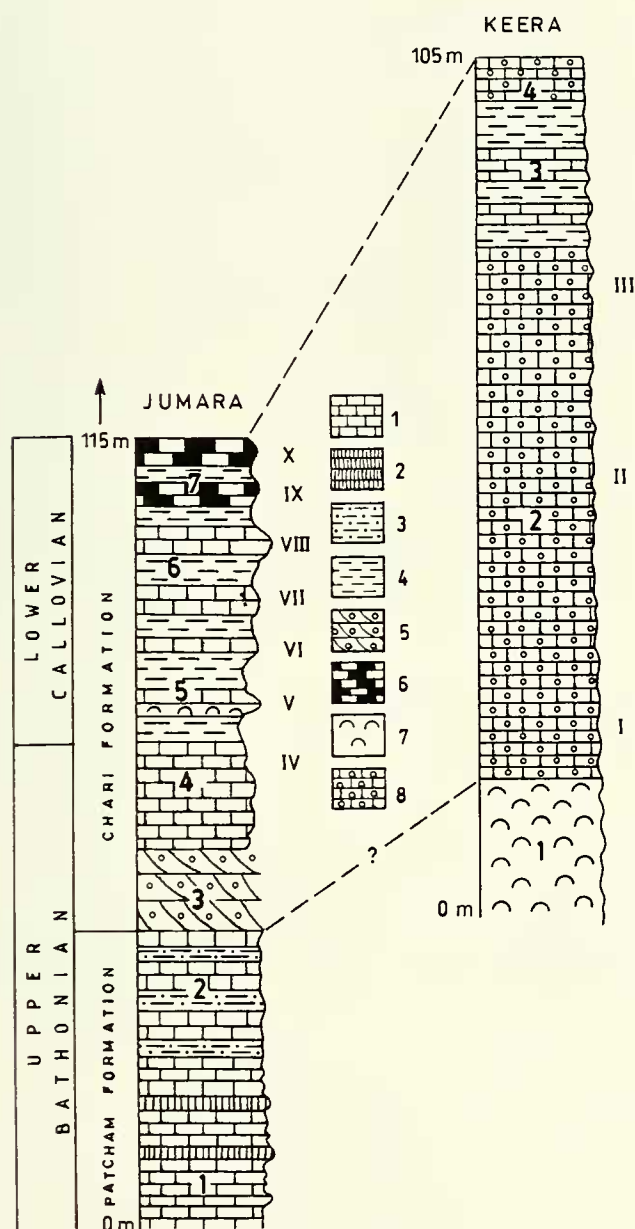 KEERA
105 m
4
3
III
II
2
I
1
0 m
JUMARA
115 m
X
7
IX
VIII
6
VII
VI
5
V
IV
4
3
2
1
0 m
1
2
3
4
5
6
7
8
?
LOWER
CALLOVIAN
UPPER
BATHONIAN
CHARI FORMATION
PATCHAM FORMATION